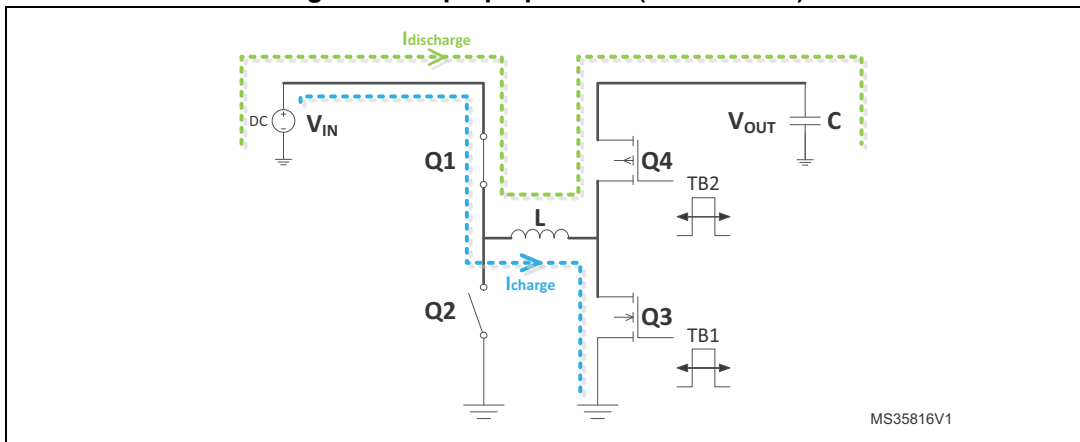 Idischarge
DC
+
-
VIN
Q1
VOUT
C
Q4
TB2
L
Icharge
Q2
Q3
TB1
MS35816V1